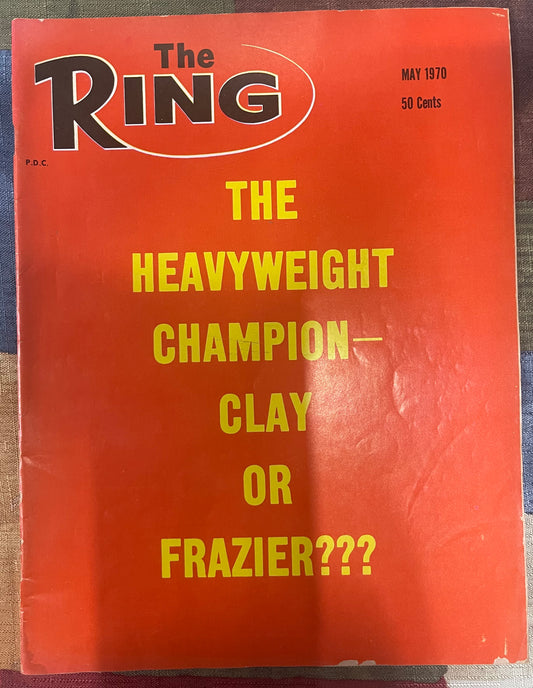 The
RING
MAY 1970
50 Cents
P.D.C.
THE
HEAVYWEIGHT
CHAMPION—
CLAY
OR
FRAZIER???